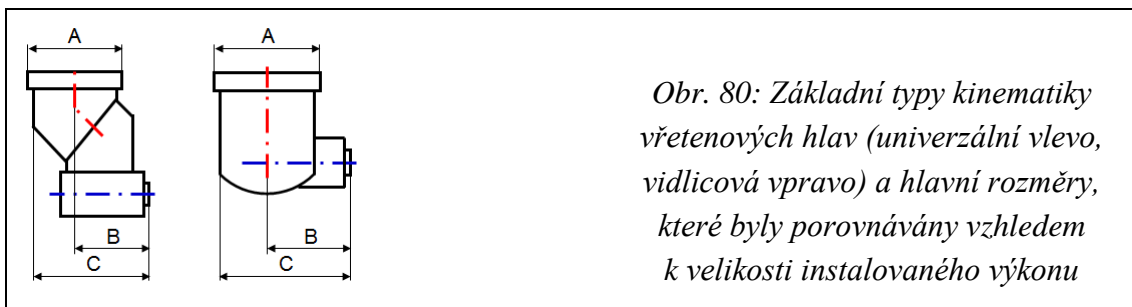 A
A
B
C
B
C
Obr. 80: Základní typy kinematiky
vřetenových hlav (univerzální vlevo,
vidlicová vpravo) a hlavní rozměry,
které byly porovnávány vzhledem
k velikosti instalovaného výkonu